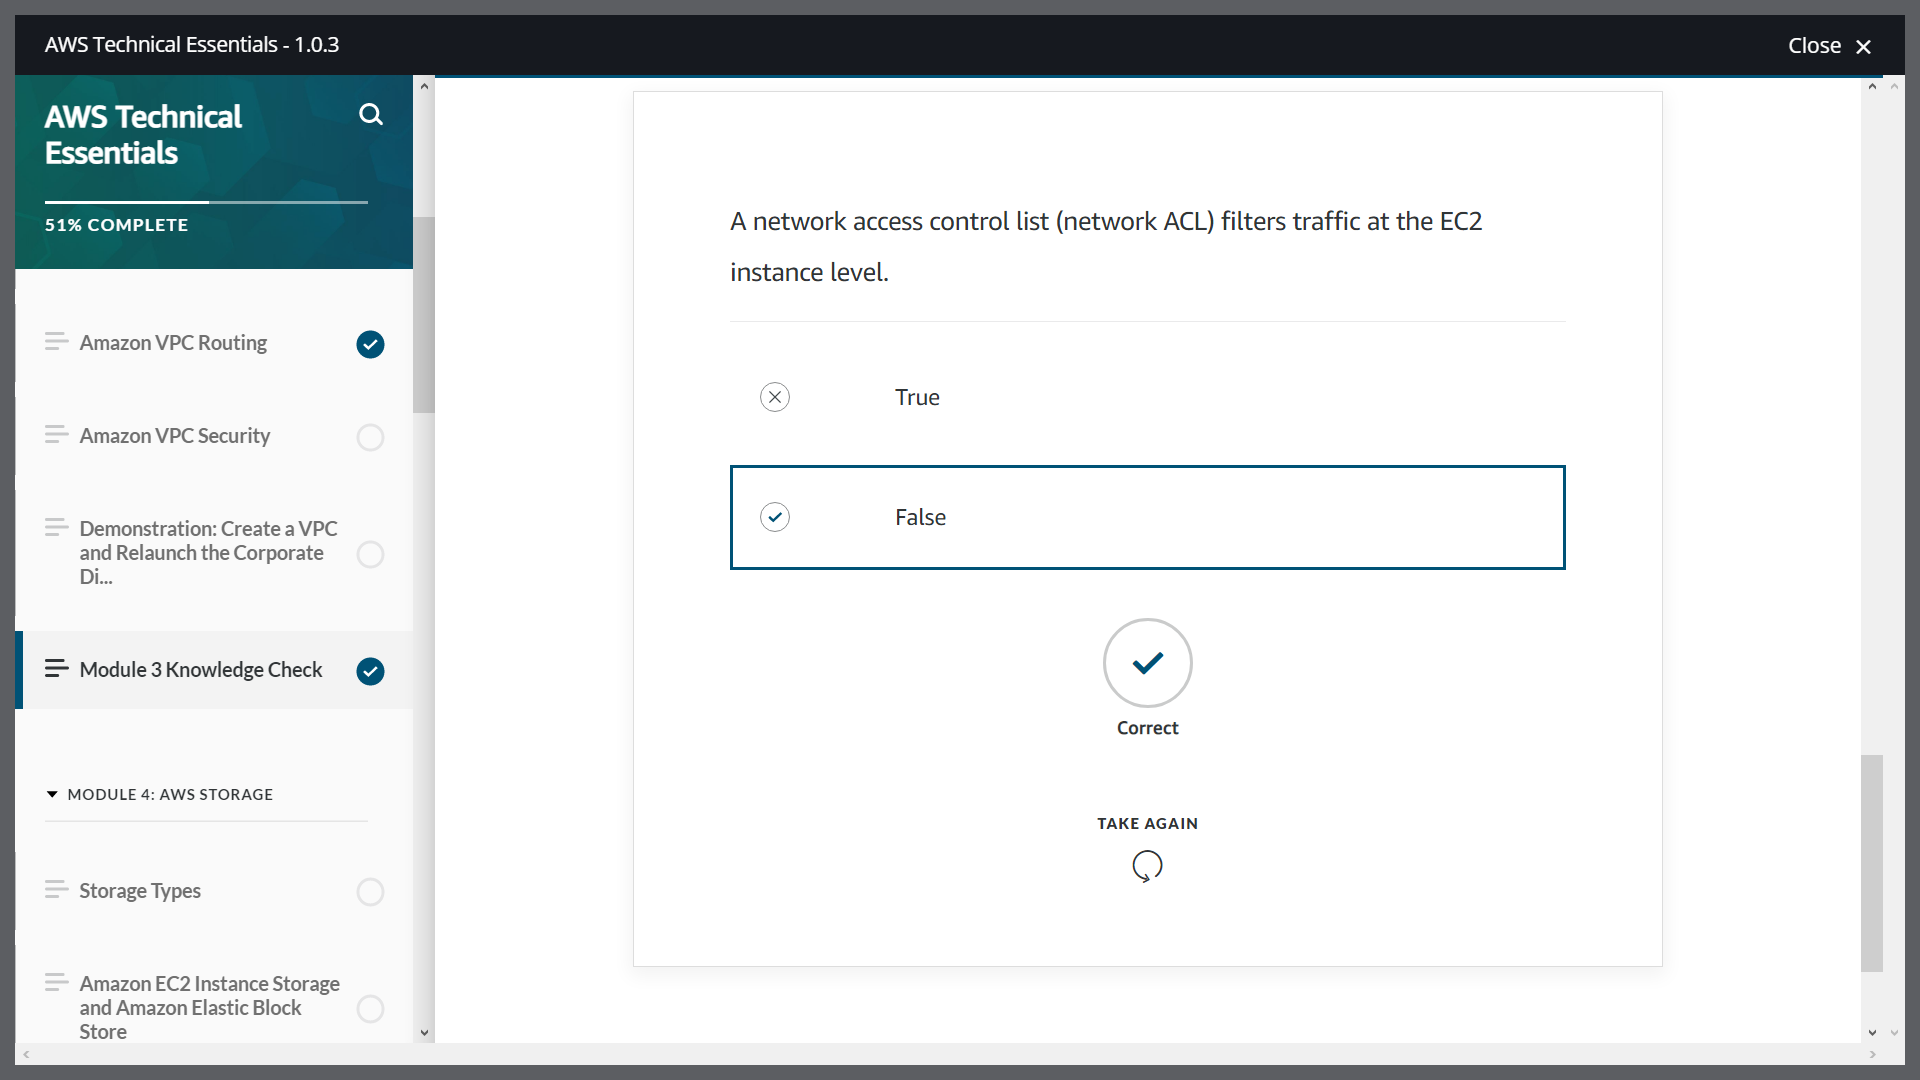 AWS Technical Essentials - 1.0.3
Close
AWS Technical
Essentials
51% COMPLETE
Amazon VPC Routing
Amazon VPC Security
Demonstration: Create a VPC
and Relaunch the Corporate
Di...
Module 3 Knowledge Check
MODULE 4: AWS STORAGE
Storage Types
Amazon EC2 Instance Storage
and Amazon Elastic Block
Store
A network access control list (network ACL) filters traffic at the EC2
instance level.
True
False
Correct
TAKE AGAIN